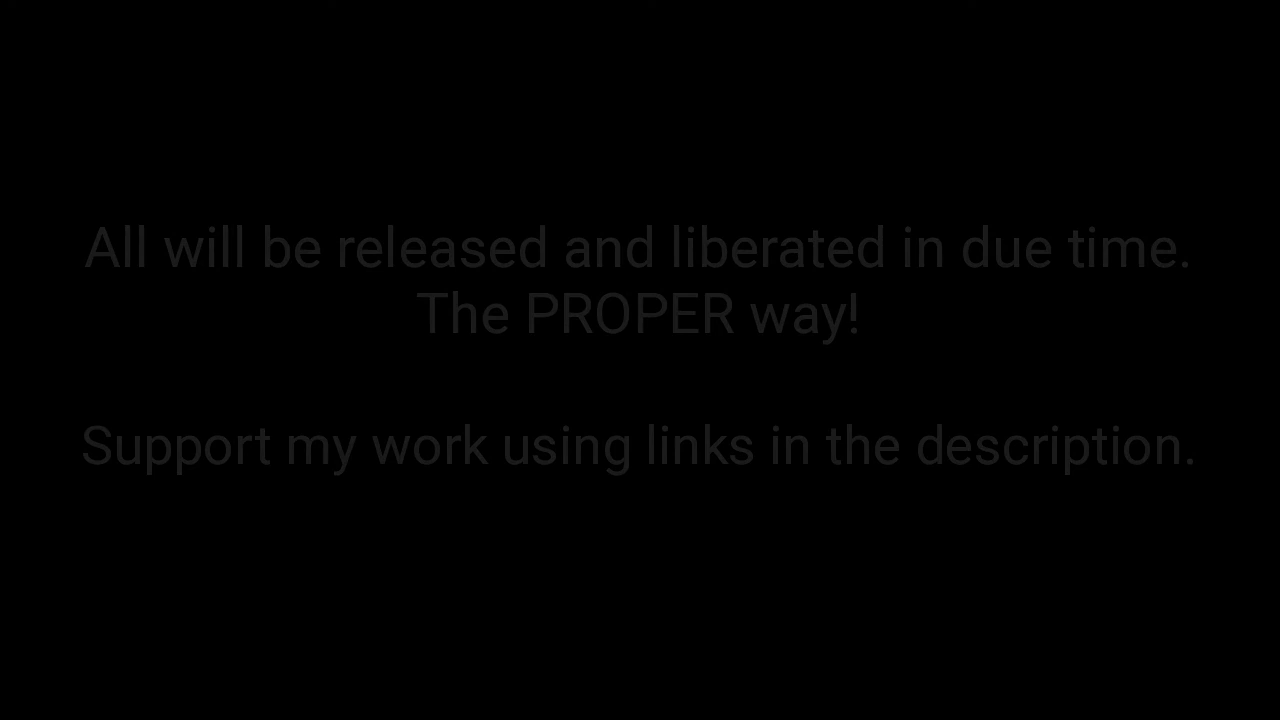 All will be released and liberated in due time.
The PROPER way!
Support my work using links in the description.